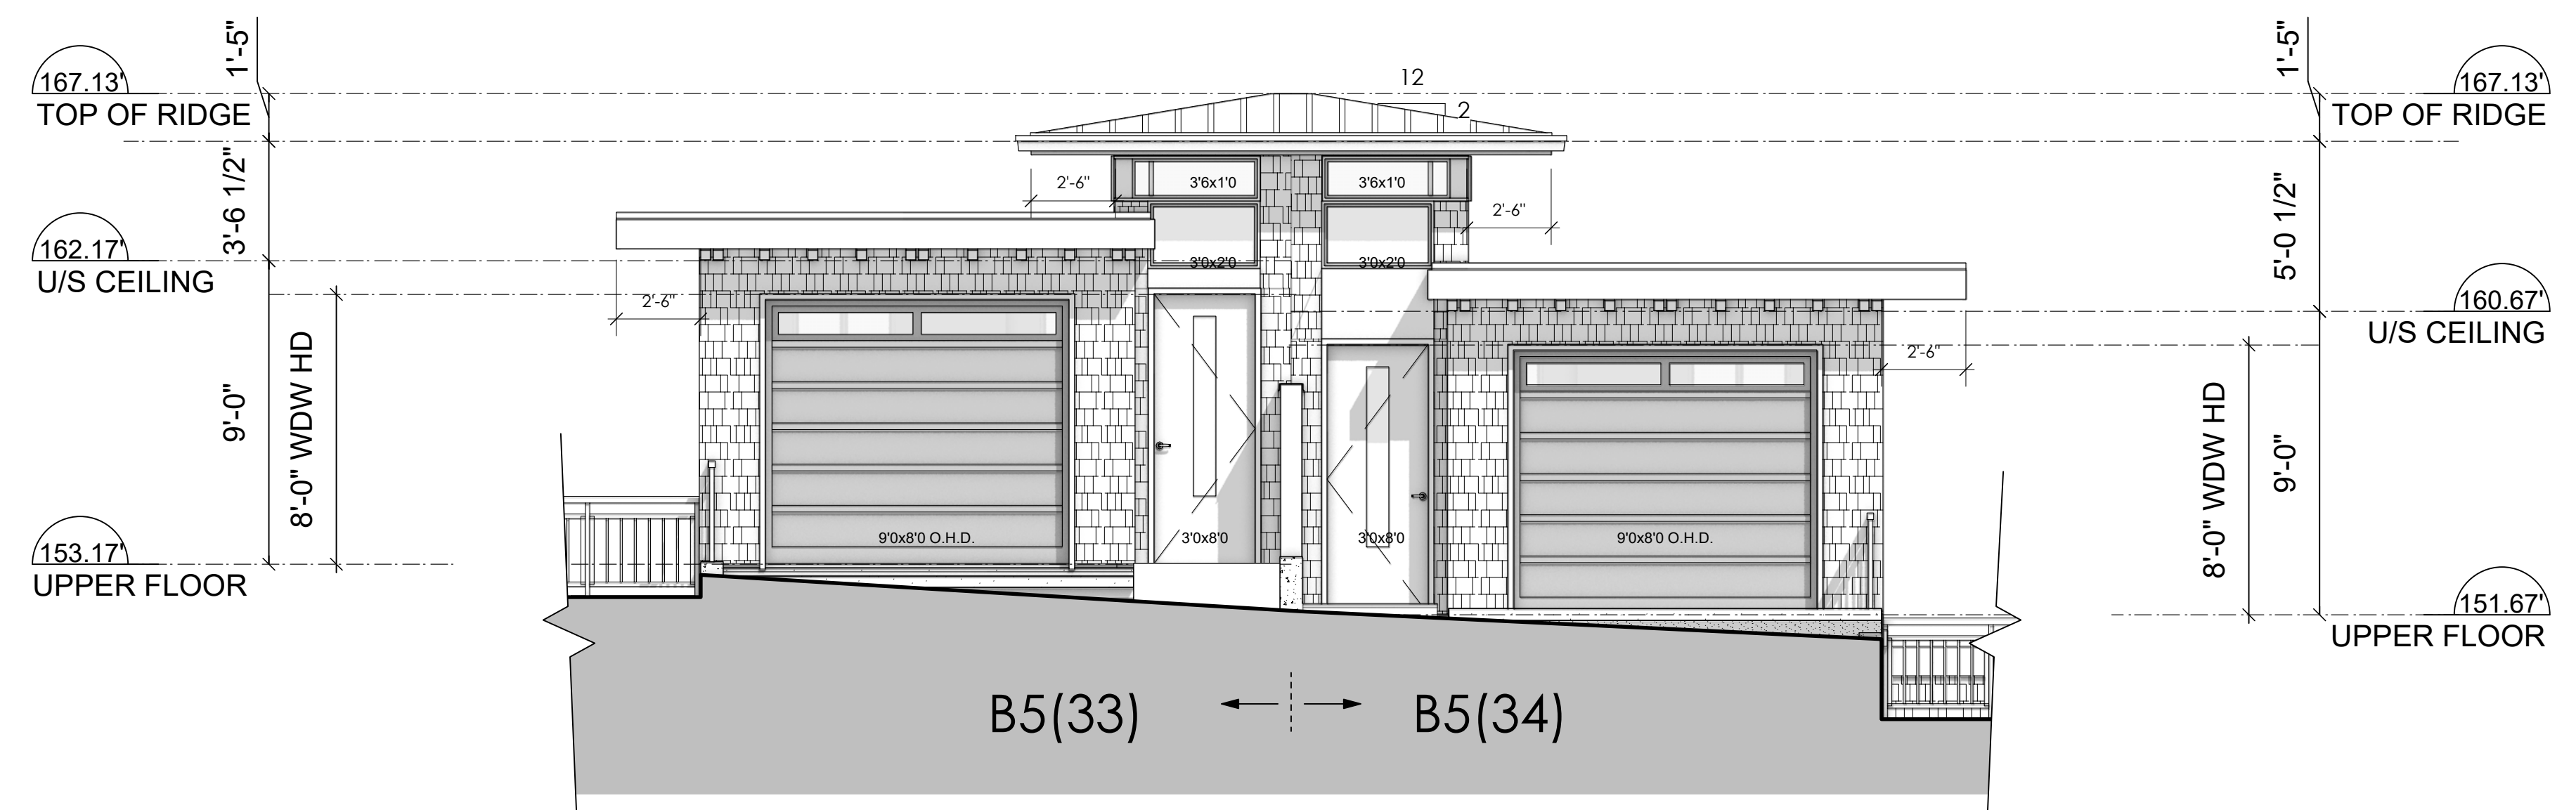 1'-5"
167.13'
TOP OF RIDGE
3'-6 1/2"
162.17'
U/S CEILING
9'-0"
8'-0" WDW HD
153.17'
UPPER FLOOR
12
2
2'-6"
3'6x1'0
3'6x1'0
2'-6"
3'0x2'0
3'0x2'0
2'-6"
2'-6"
9'0x8'0 O.H.D.
3'0x8'0
3'0x8'0
9'0x8'0 O.H.D.
B5(33)
B5(34)
1'-5"
167.13'
TOP OF RIDGE
5'-0 1/2"
160.67'
U/S CEILING
9'-0"
8'-0" WDW HD
151.67'
UPPER FLOOR